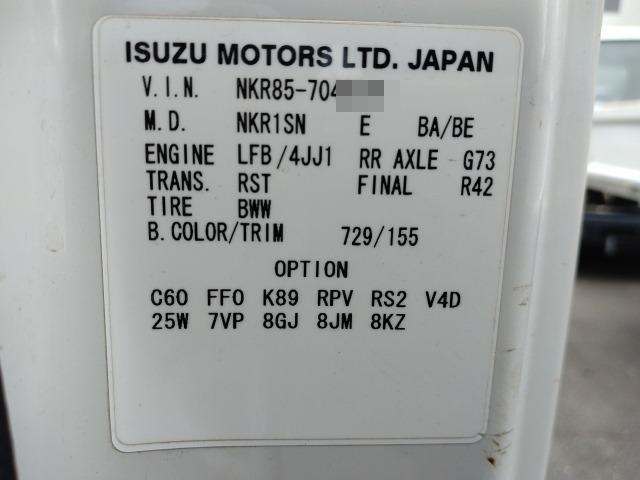 ISUZU MOTORS LTD. JAPAN
V.I.N. NKR85-704
M.D. NKR1SN E BA/BE
ENGINE LFB/4JJ1 RR AXLE G73
TRANS. RST FINAL R42
TIRE BWW
B.COLOR/TRIM 729/155
OPTION
C60 FF0 K89 RPV RS2 V4D
25W 7VP 8GJ 8JM 8KZ